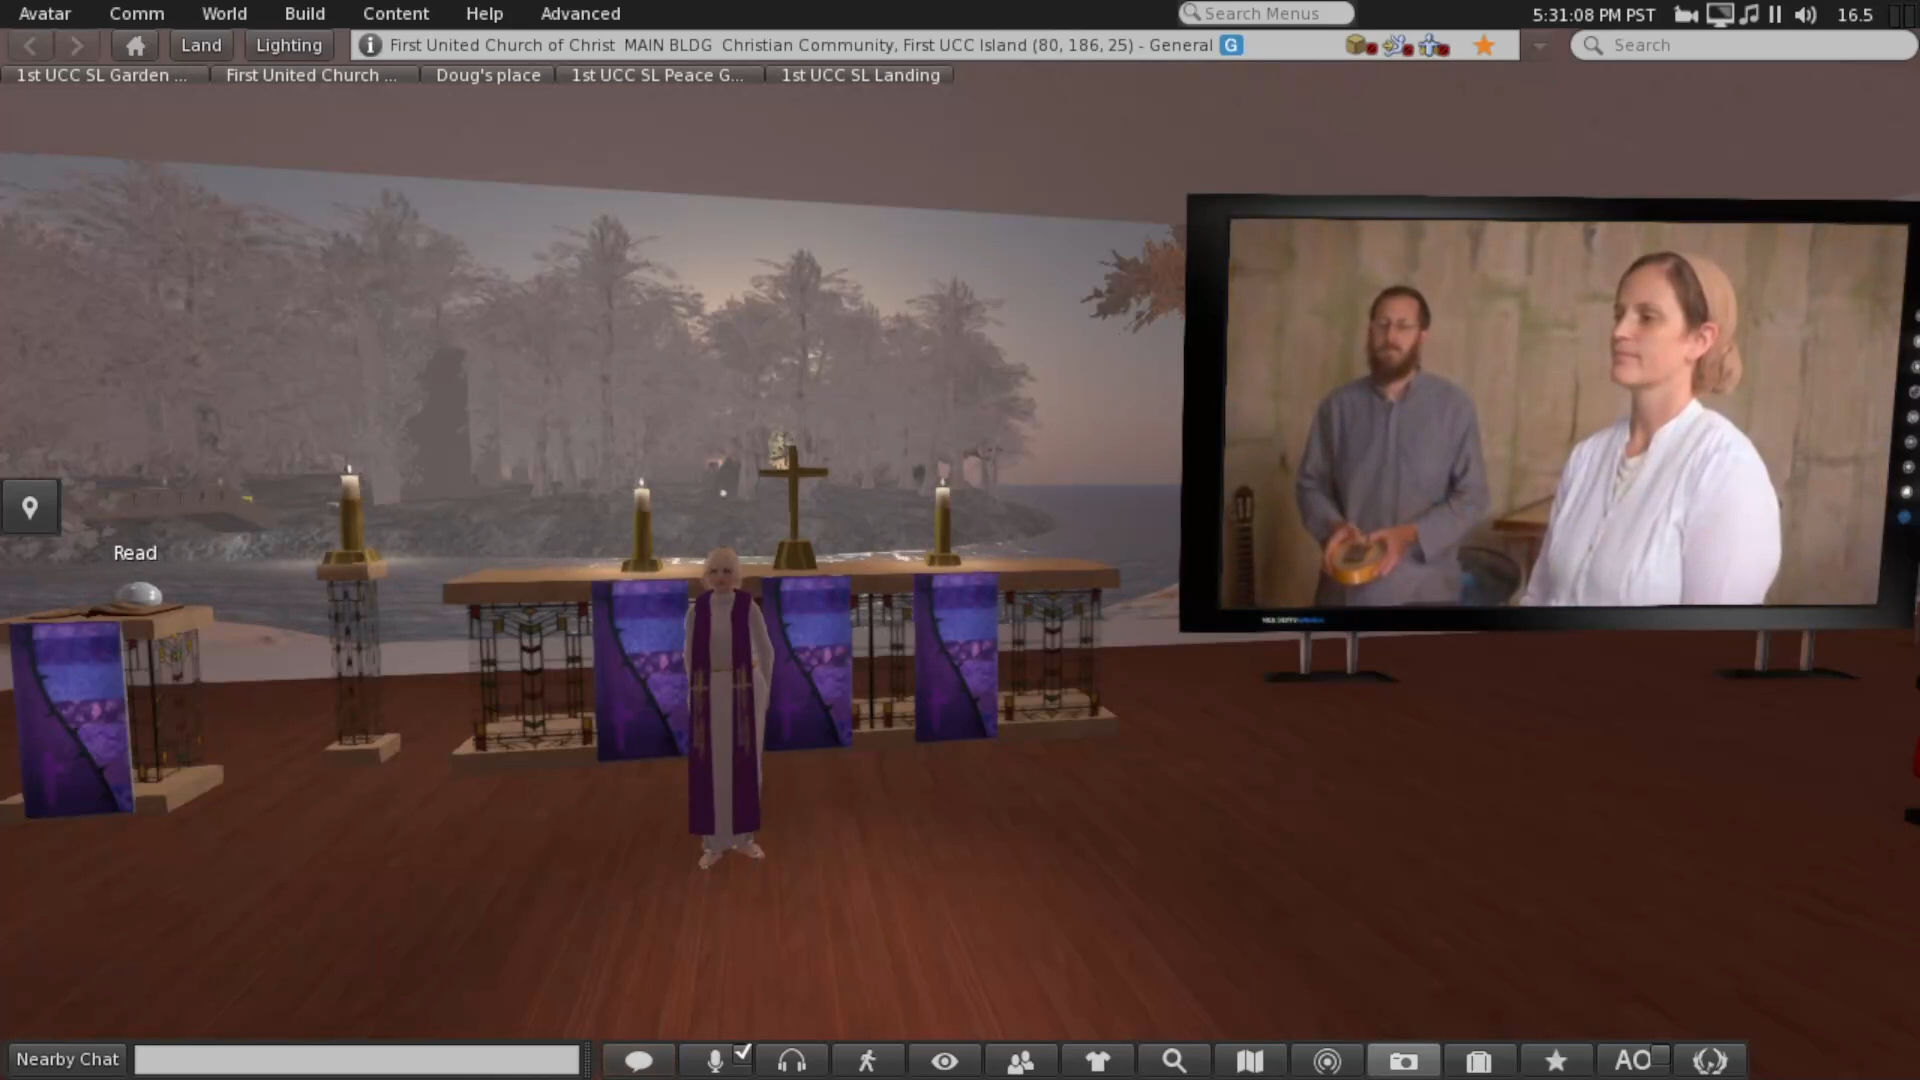 Avatar Comm World Build Content Help Advanced Search Menus 5:31:08 PM PST 16.5
Land Lighting First United Church of Christ MAIN BLDG Christian Community, First UCC Island (80, 186, 25) - General G Search
1st UCC SL Garden ... First United Church ... Doug's place 1st UCC SL Peace G... 1st UCC SL Landing
Read
Nearby Chat AO